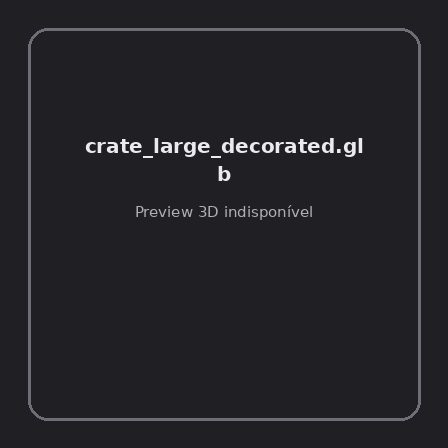 crate_large_decorated.gl
b
Preview 3D indisponível